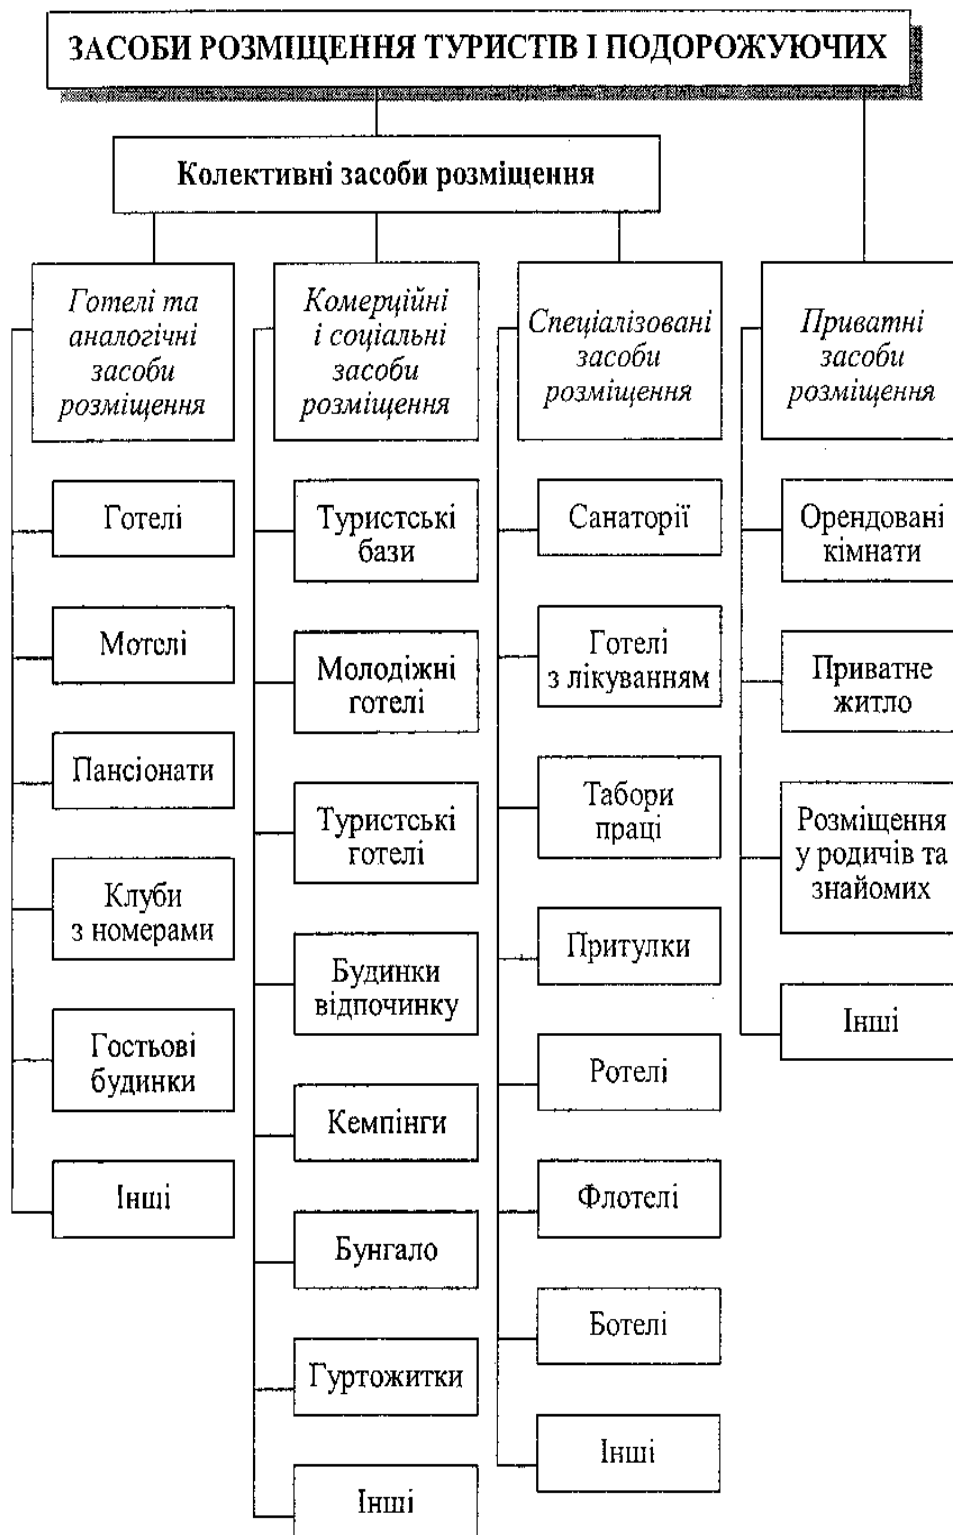 ЗАСОБИ РОЗМІЩЕННЯ ТУРИСТІВ І ПОДОРОЖУЮЧИХ
Колективні засоби розміщення
Готелі та
аналогічні
засоби
розміщення
Готелі
Мотелі
Пансіонати
Клуби
з номерами
Гостьові
будинки
Інші
Комерційні
і соціальні
засоби
розміщення
Туристські
бази
Молодіжні
готелі
Туристські
готелі
Будинки
відпочинку
Кемпінги
Бунгало
Гуртожитки
Інші
Спеціалізовані
засоби
розміщення
Санаторії
Готелі
з лікуванням
Табори
праці
Притулки
Ротелі
Флотелі
Ботелі
Інші
Приватні
засоби
розміщення
Орендовані
кімнати
Приватне
житло
Розміщення
у родичів та
знайомих
Інші